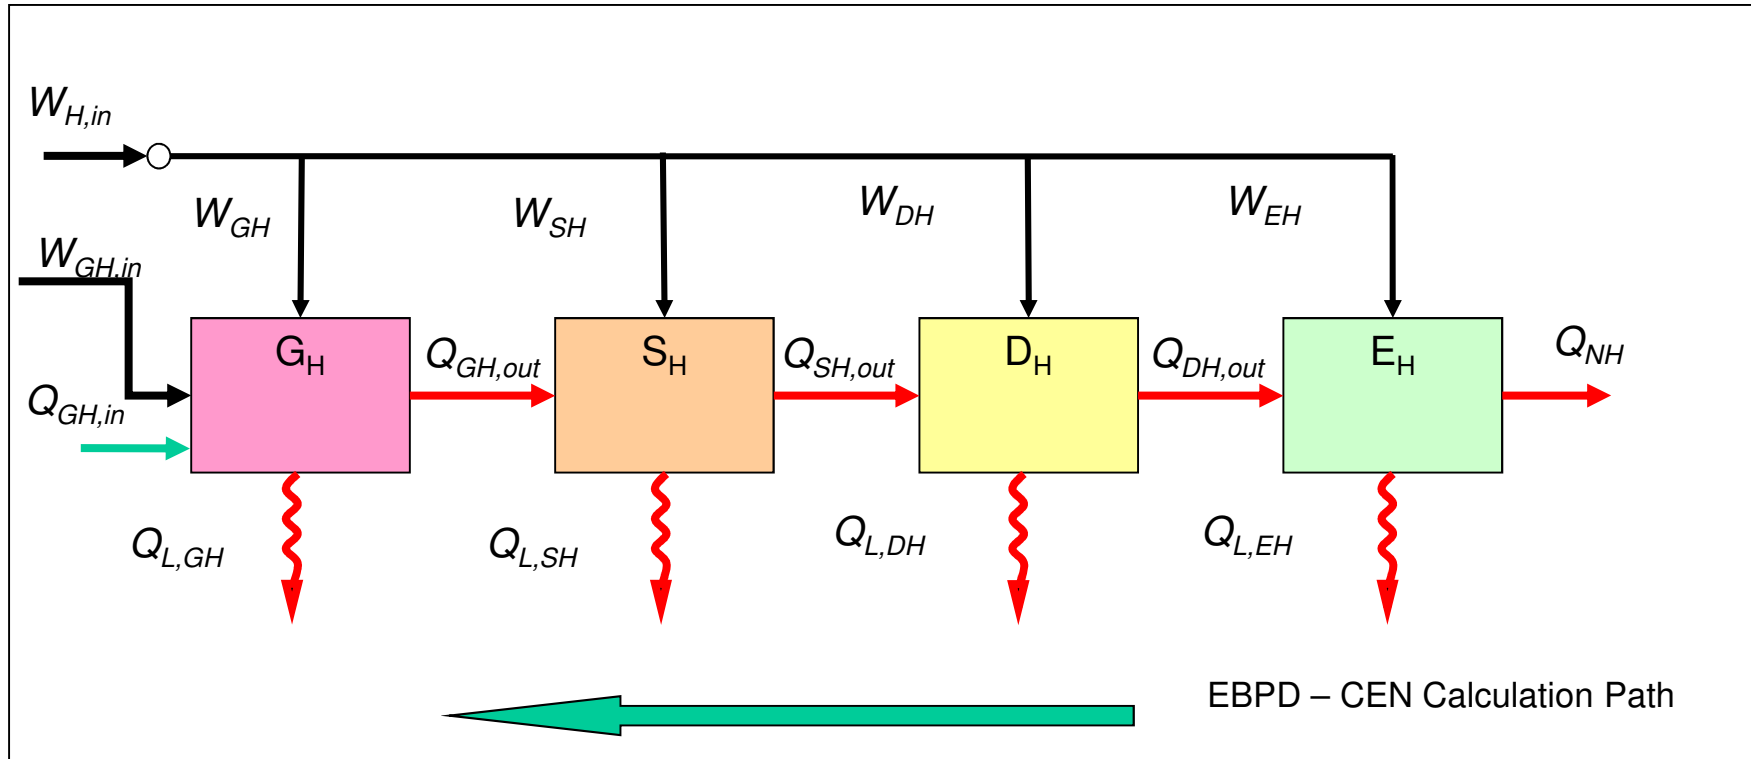 W_H,in
W_GH W_SH W_DH W_EH
W_GH,in
G_H S_H D_H E_H
Q_GH,out Q_SH,out Q_DH,out Q_NH
Q_GH,in
Q_L,GH Q_L,SH Q_L,DH Q_L,EH
EBPD – CEN Calculation Path